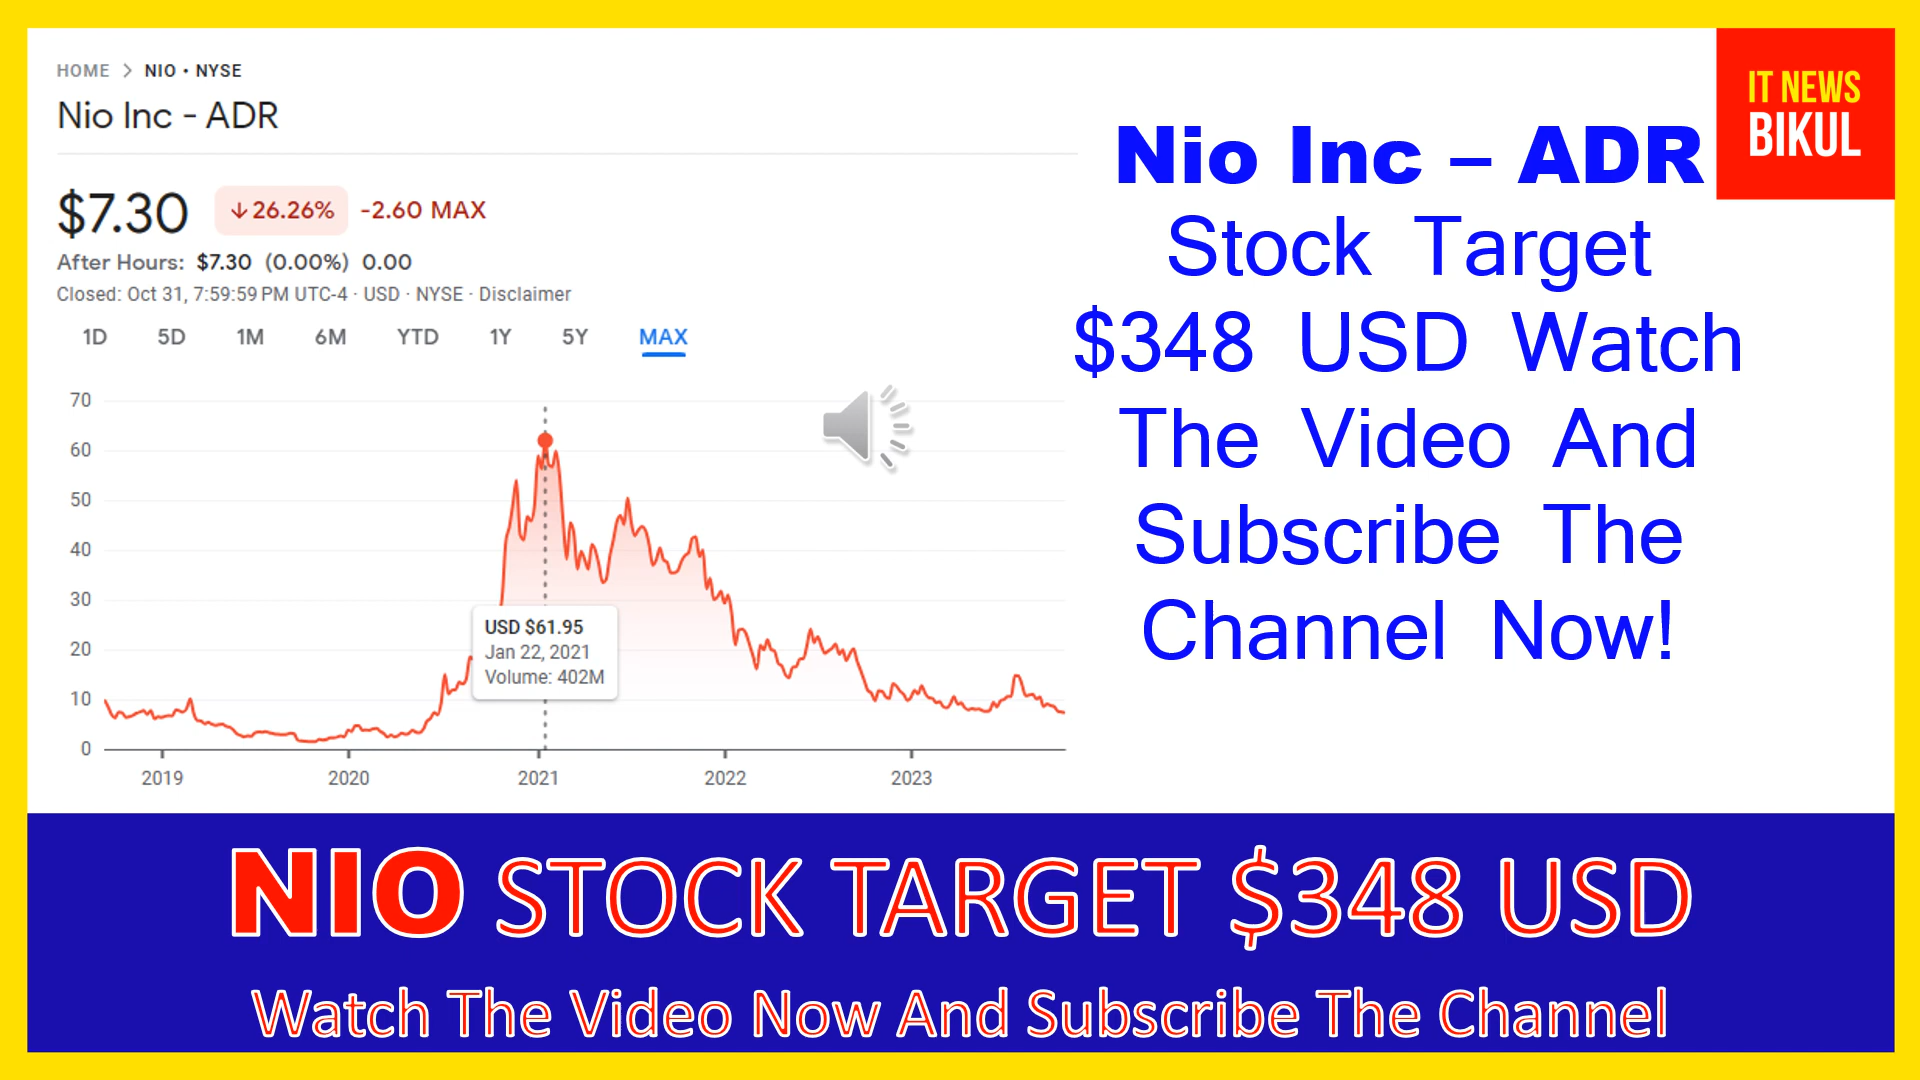 HOME > NIO • NYSE
Nio Inc - ADR
$7.30 ↓26.26% -2.60 MAX
After Hours: $7.30 (0.00%) 0.00
Closed: Oct 31, 7:59:59 PM UTC-4 · USD · NYSE · Disclaimer
1D 5D 1M 6M YTD 1Y 5Y MAX
70
60
50
40
30
20
10
0
USD $61.95
Jan 22, 2021
Volume: 402M
2019 2020 2021 2022 2023
IT NEWS
BIKUL
Nio Inc – ADR
Stock Target
$348 USD Watch
The Video And
Subscribe The
Channel Now!
NIO STOCK TARGET $348 USD
Watch The Video Now And Subscribe The Channel